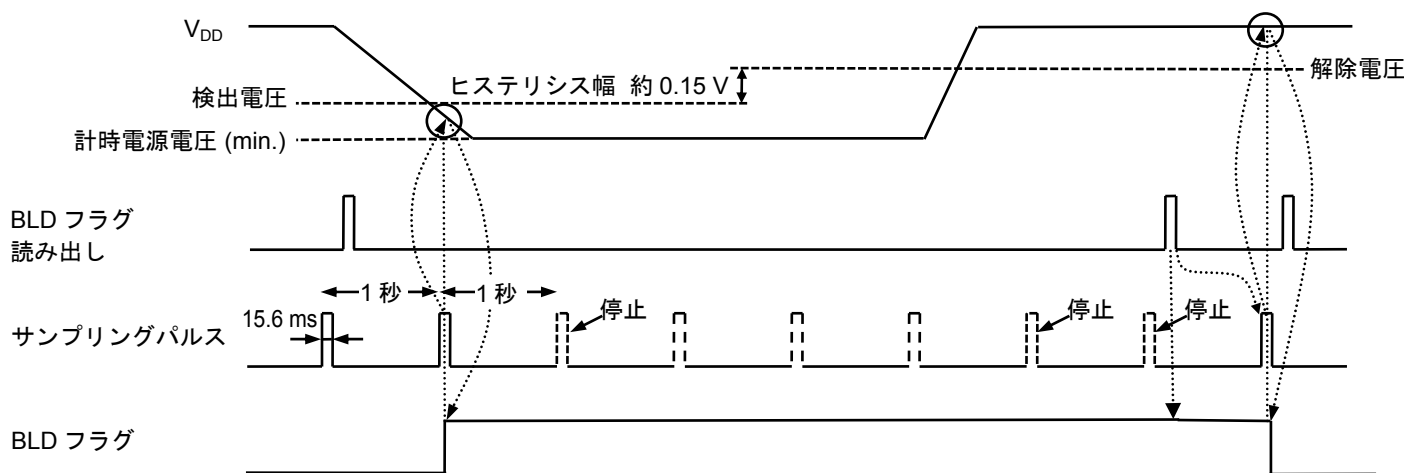 VDD
検出電圧
ヒステリシス幅 約 0.15 V
解除電圧
計時電源電圧 (min.)
BLD フラグ
読み出し
1 秒
1 秒
15.6 ms
停止
停止
停止
サンプリングパルス
BLD フラグ